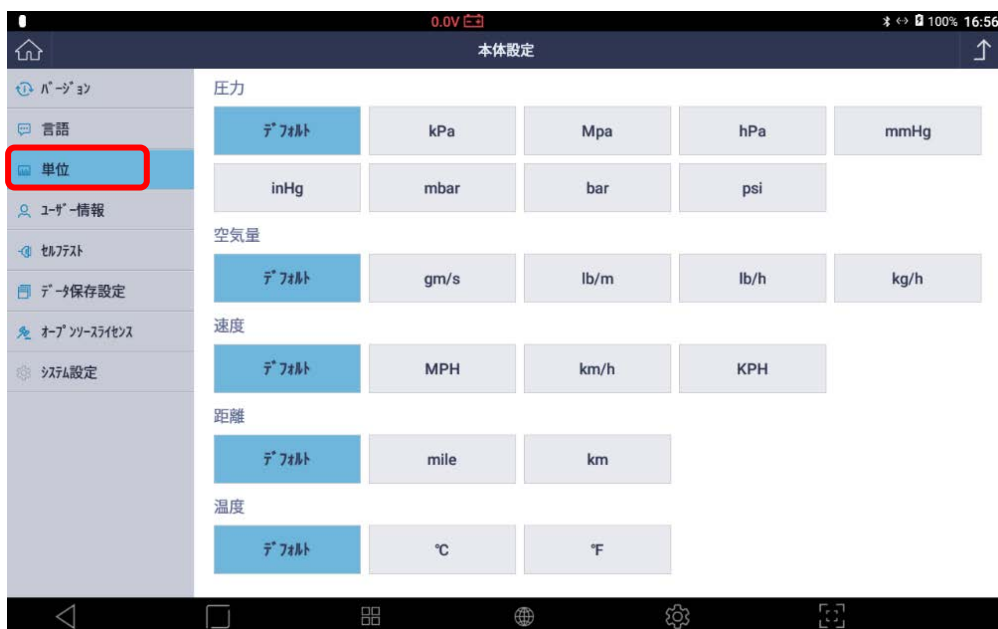 0.0V
100% 16:56
本体設定
ﾊﾞｰｼﾞｮﾝ
言語
単位
ﾕｰｻﾞｰ情報
ｾﾙﾌﾃｽﾄ
ﾃﾞｰﾀ保存設定
ｵｰﾌﾟﾝｿｰｽﾗｲｾﾝｽ
ｼｽﾃﾑ設定
圧力
ﾃﾞﾌｫﾙﾄ kPa Mpa hPa mmHg
inHg mbar bar psi
空気量
ﾃﾞﾌｫﾙﾄ gm/s lb/m lb/h kg/h
速度
ﾃﾞﾌｫﾙﾄ MPH km/h KPH
距離
ﾃﾞﾌｫﾙﾄ mile km
温度
ﾃﾞﾌｫﾙﾄ ℃ ℉